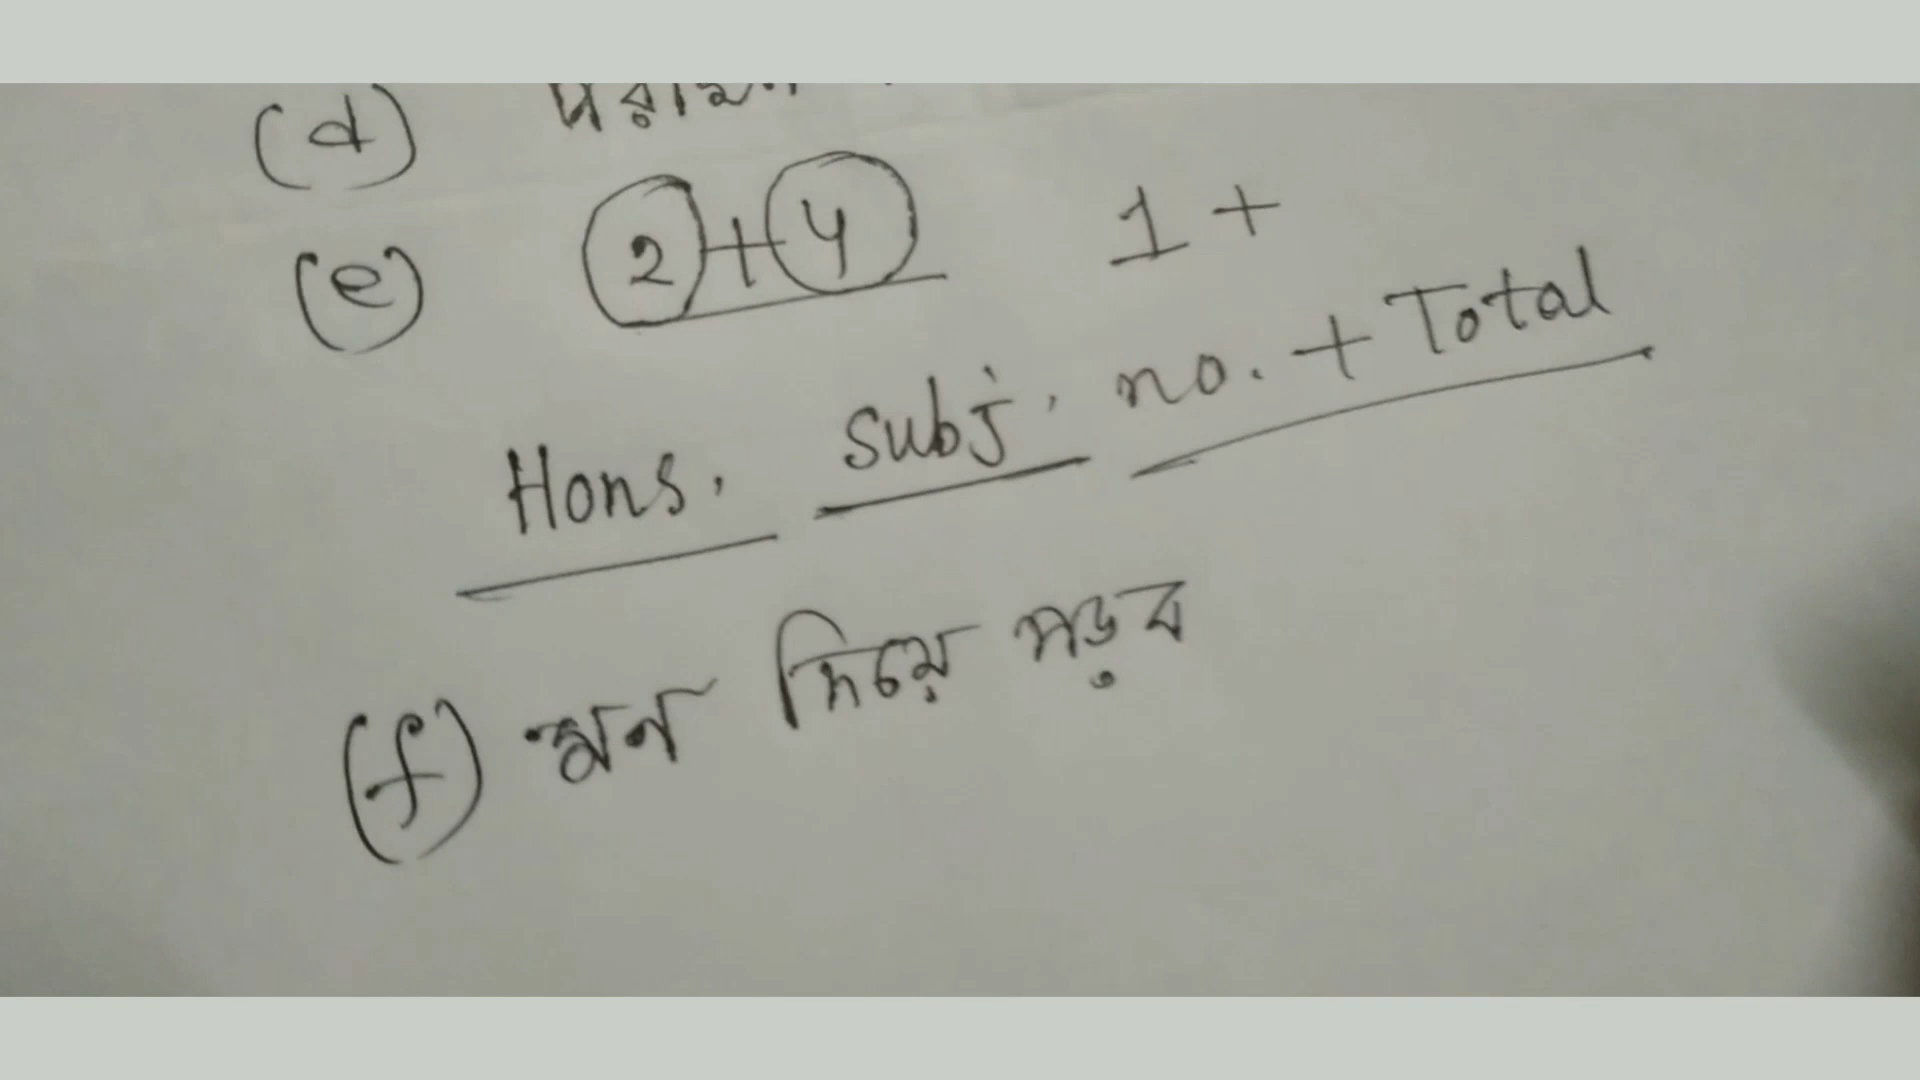 (d)
(e) 2+4 1+
Hons. subj. no. + Total
(f) মন দিয়ে পড়ব